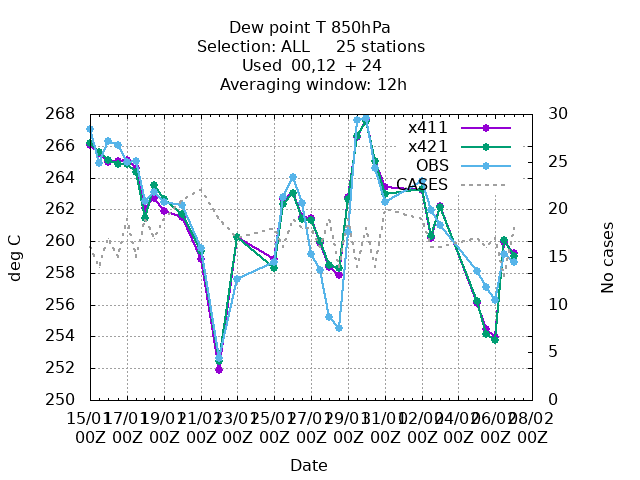 Dew point T 850hPa
Selection: ALL 25 stations
Used 00,12 + 24
Averaging window: 12h
268
266
264
262
260
258
256
254
252
250
deg C
30
25
20
15
10
5
0
No cases
x411
x421
OBS
CASES
15/01 17/01 19/01 21/01 23/01 25/01 27/01 29/01 31/01 02/02 04/02 06/02 08/02
00Z 00Z 00Z 00Z 00Z 00Z 00Z 00Z 00Z 00Z 00Z 00Z 00Z
Date